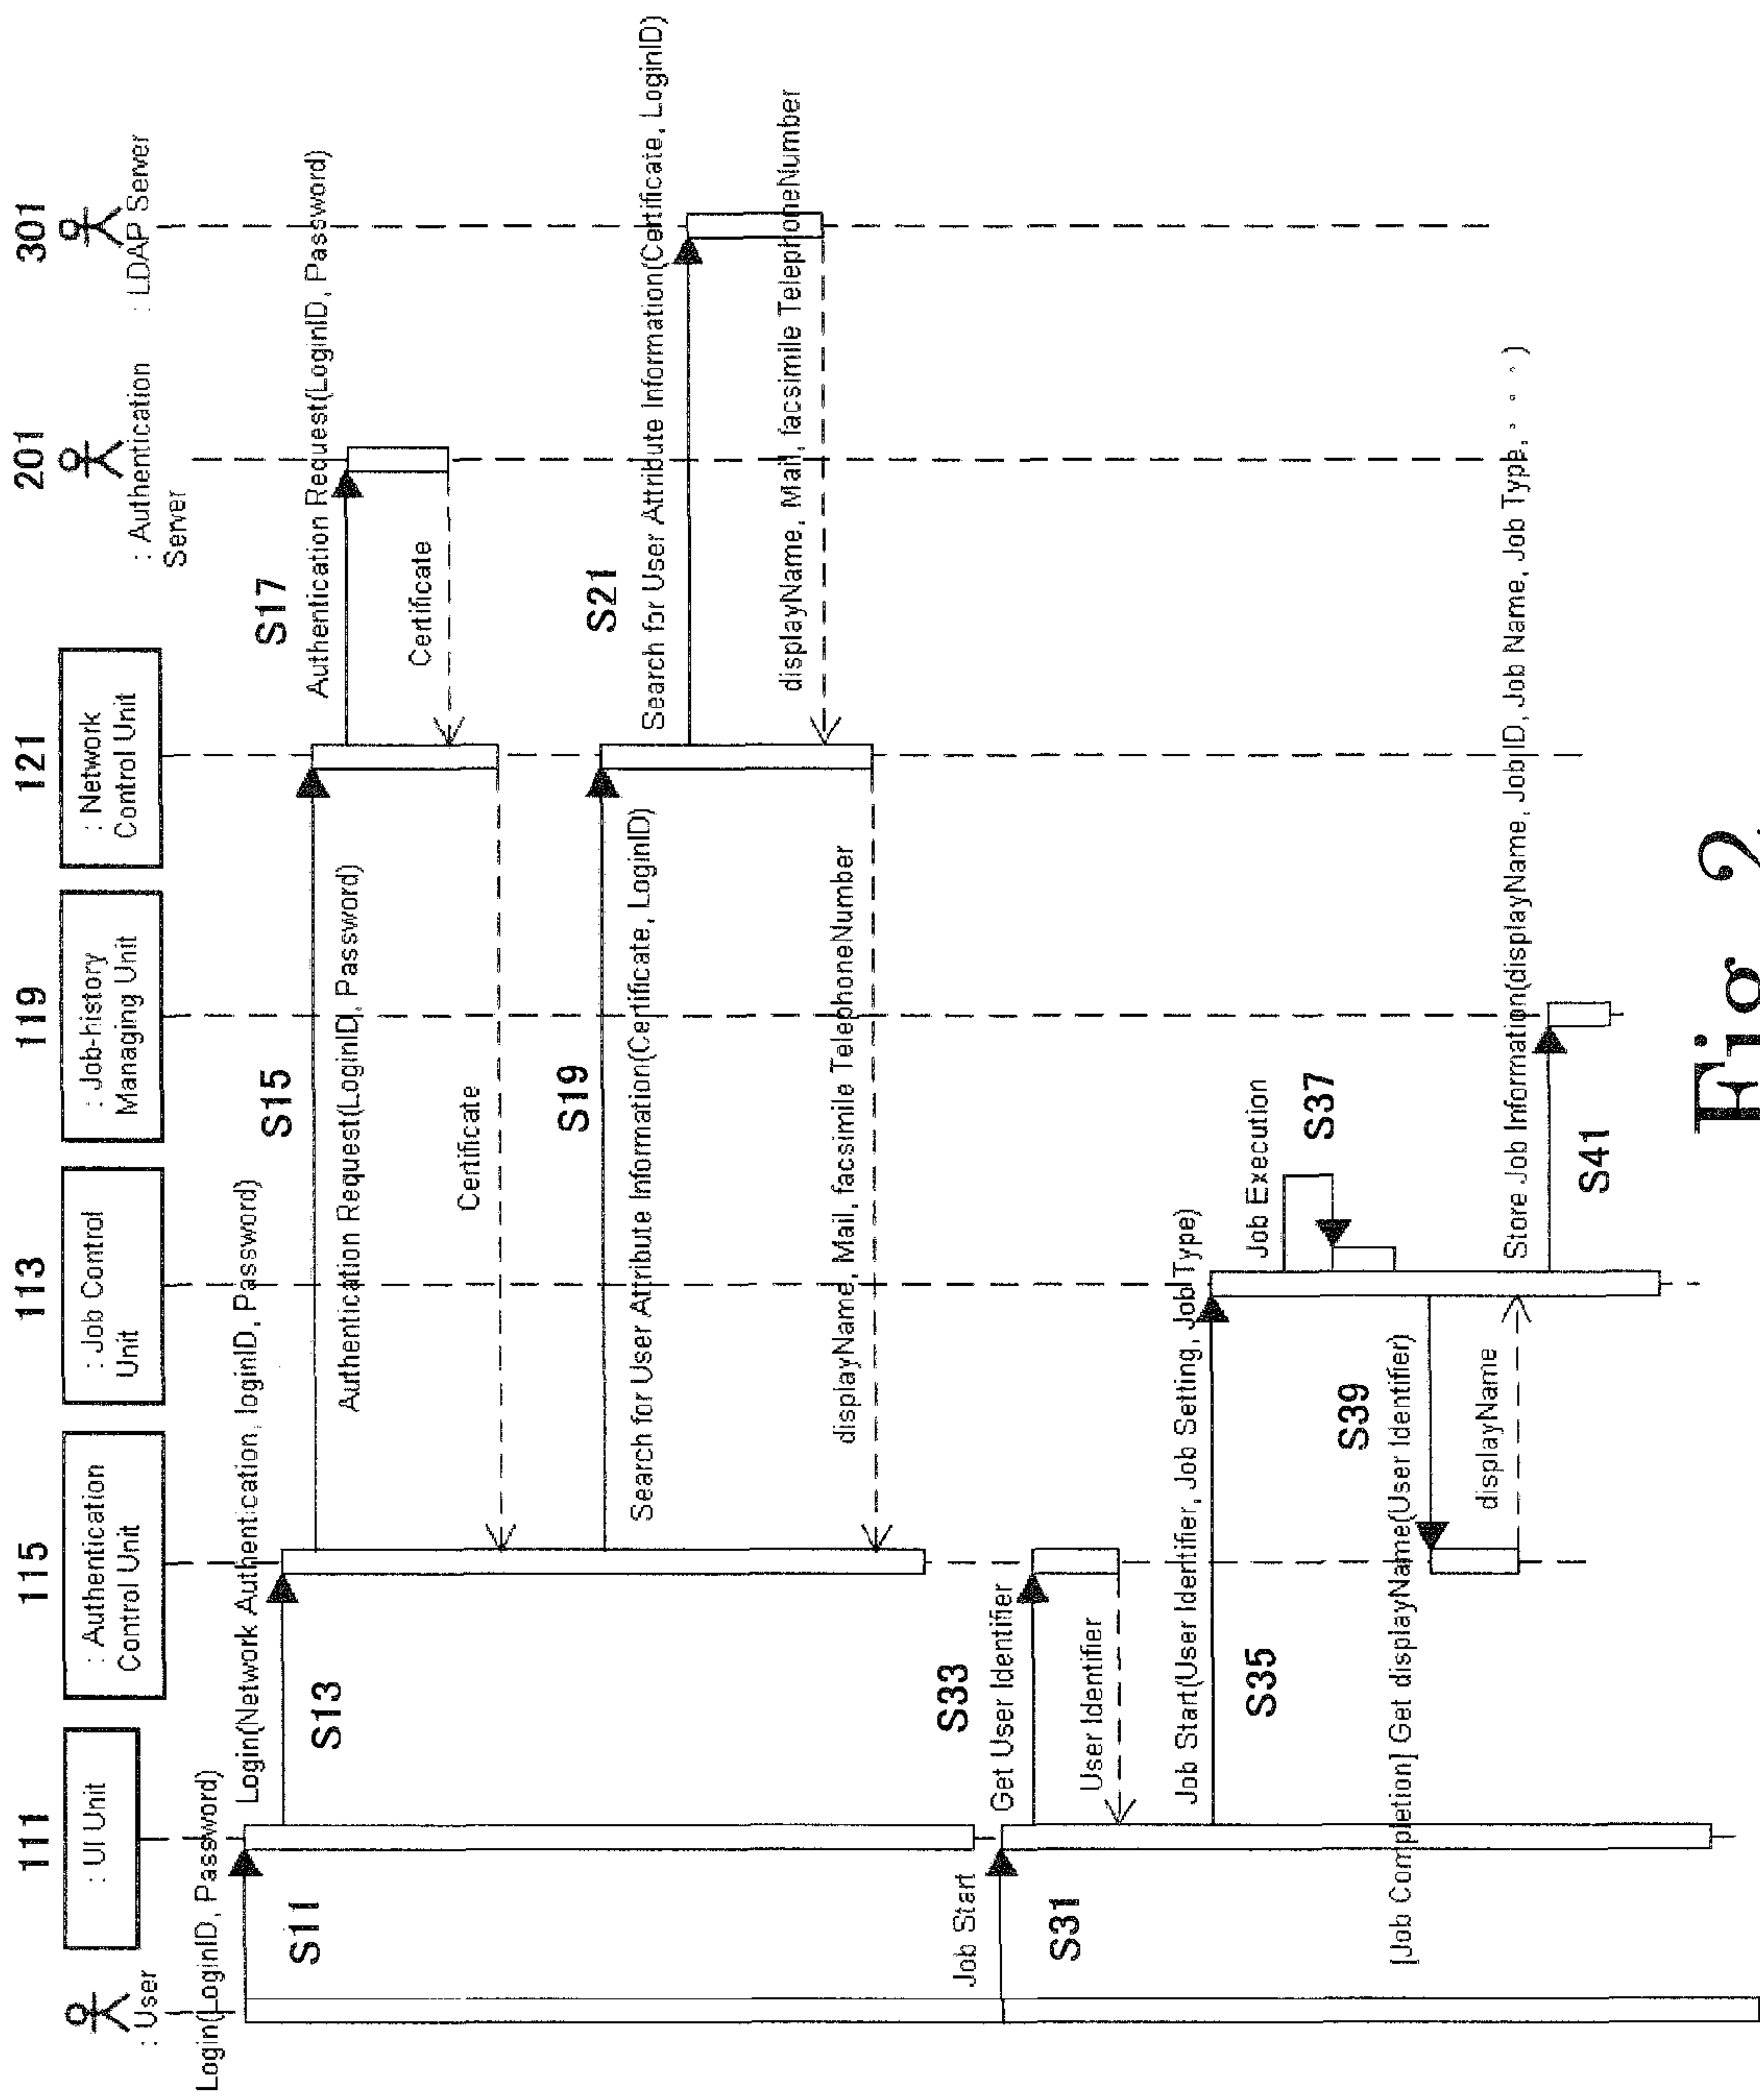 : User
111
: UI Unit
115
: Authentication
Control Unit
113
: Job Control
Unit
119
: Job-history
Managing Unit
121
: Network
Control Unit
201
: Authentication
Server
301
: LDAP Server
Login(LoginID, Password)
S11
Login(Network Authentication, loginID, Password)
S13
S15
Authentication Request(LoginID, Password)
S17
Authentication Request(LoginID, Password)
Certificate
Certificate
S19
Search for User Attribute Information(Certificate, LoginID)
S21
Search for User Attribute Information(Certificate, LoginID)
displayName, Mail, facsimile TelephoneNumber
displayName, Mail, facsimile TelephoneNumber
Job Start
S31
S33
Get User Identifier
User Identifier
Job Start(User Identifier, Job Setting, Job Type)
S35
Job Execution
S37
S39
[Job Completion] Get displayName(User Identifier)
displayName
Store Job Information(displayName, JobID, Job Name, Job Type, ・ ・ ・ )
S41
Fig. 2